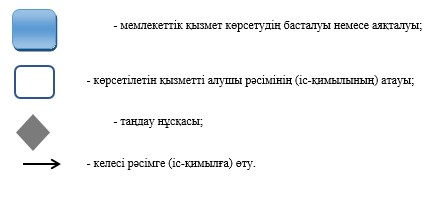 - мемлекеттік қызмет көрсетудің басталуы немесе аяқталуы;
- көрсетілетін қызметті алушы рәсімінің (іс-қимылының) атауы;
- таңдау нұсқасы;
- келесі рәсімге (іс-қимылға) өту.